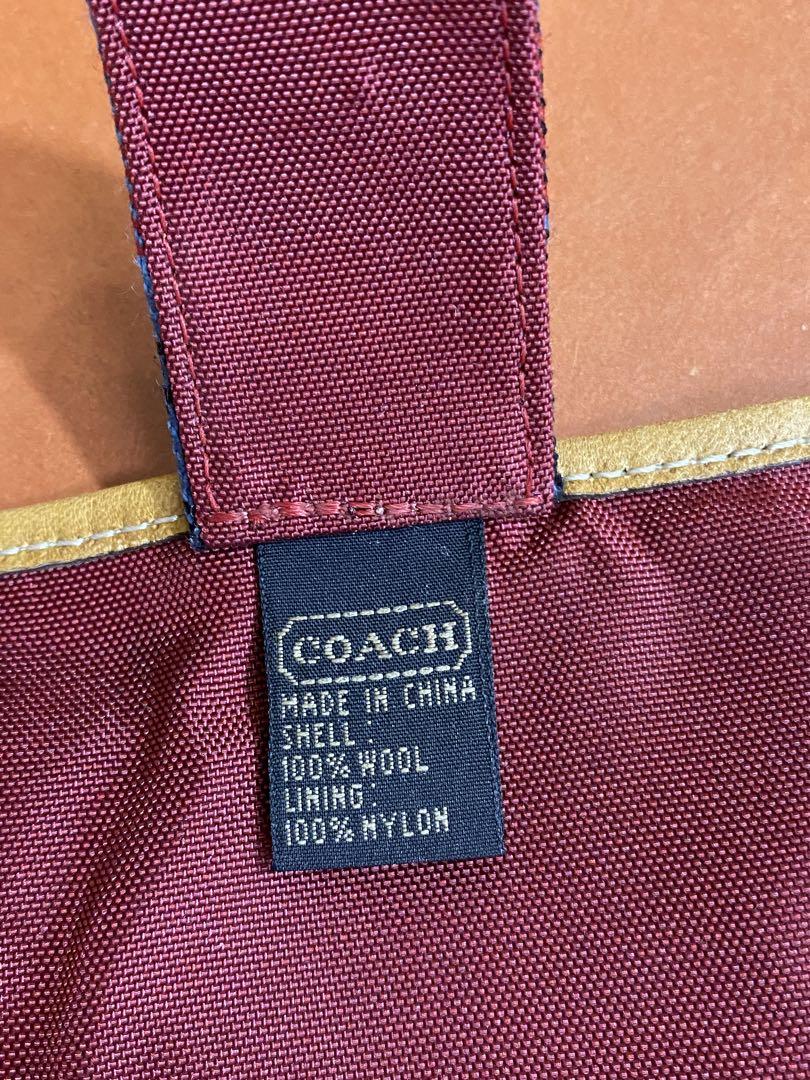 COACH
MADE IN CHINA
SHELL:
100% WOOL
LINING:
100% NYLON